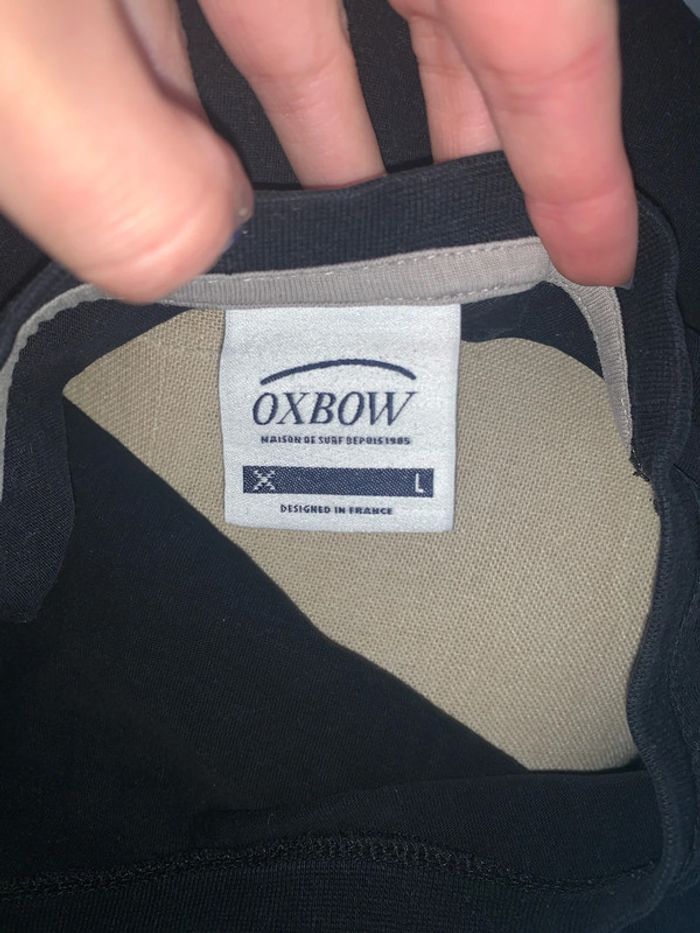 OXBOW
MAISON DE SURF DEPUIS 1985
L
DESIGNED IN FRANCE